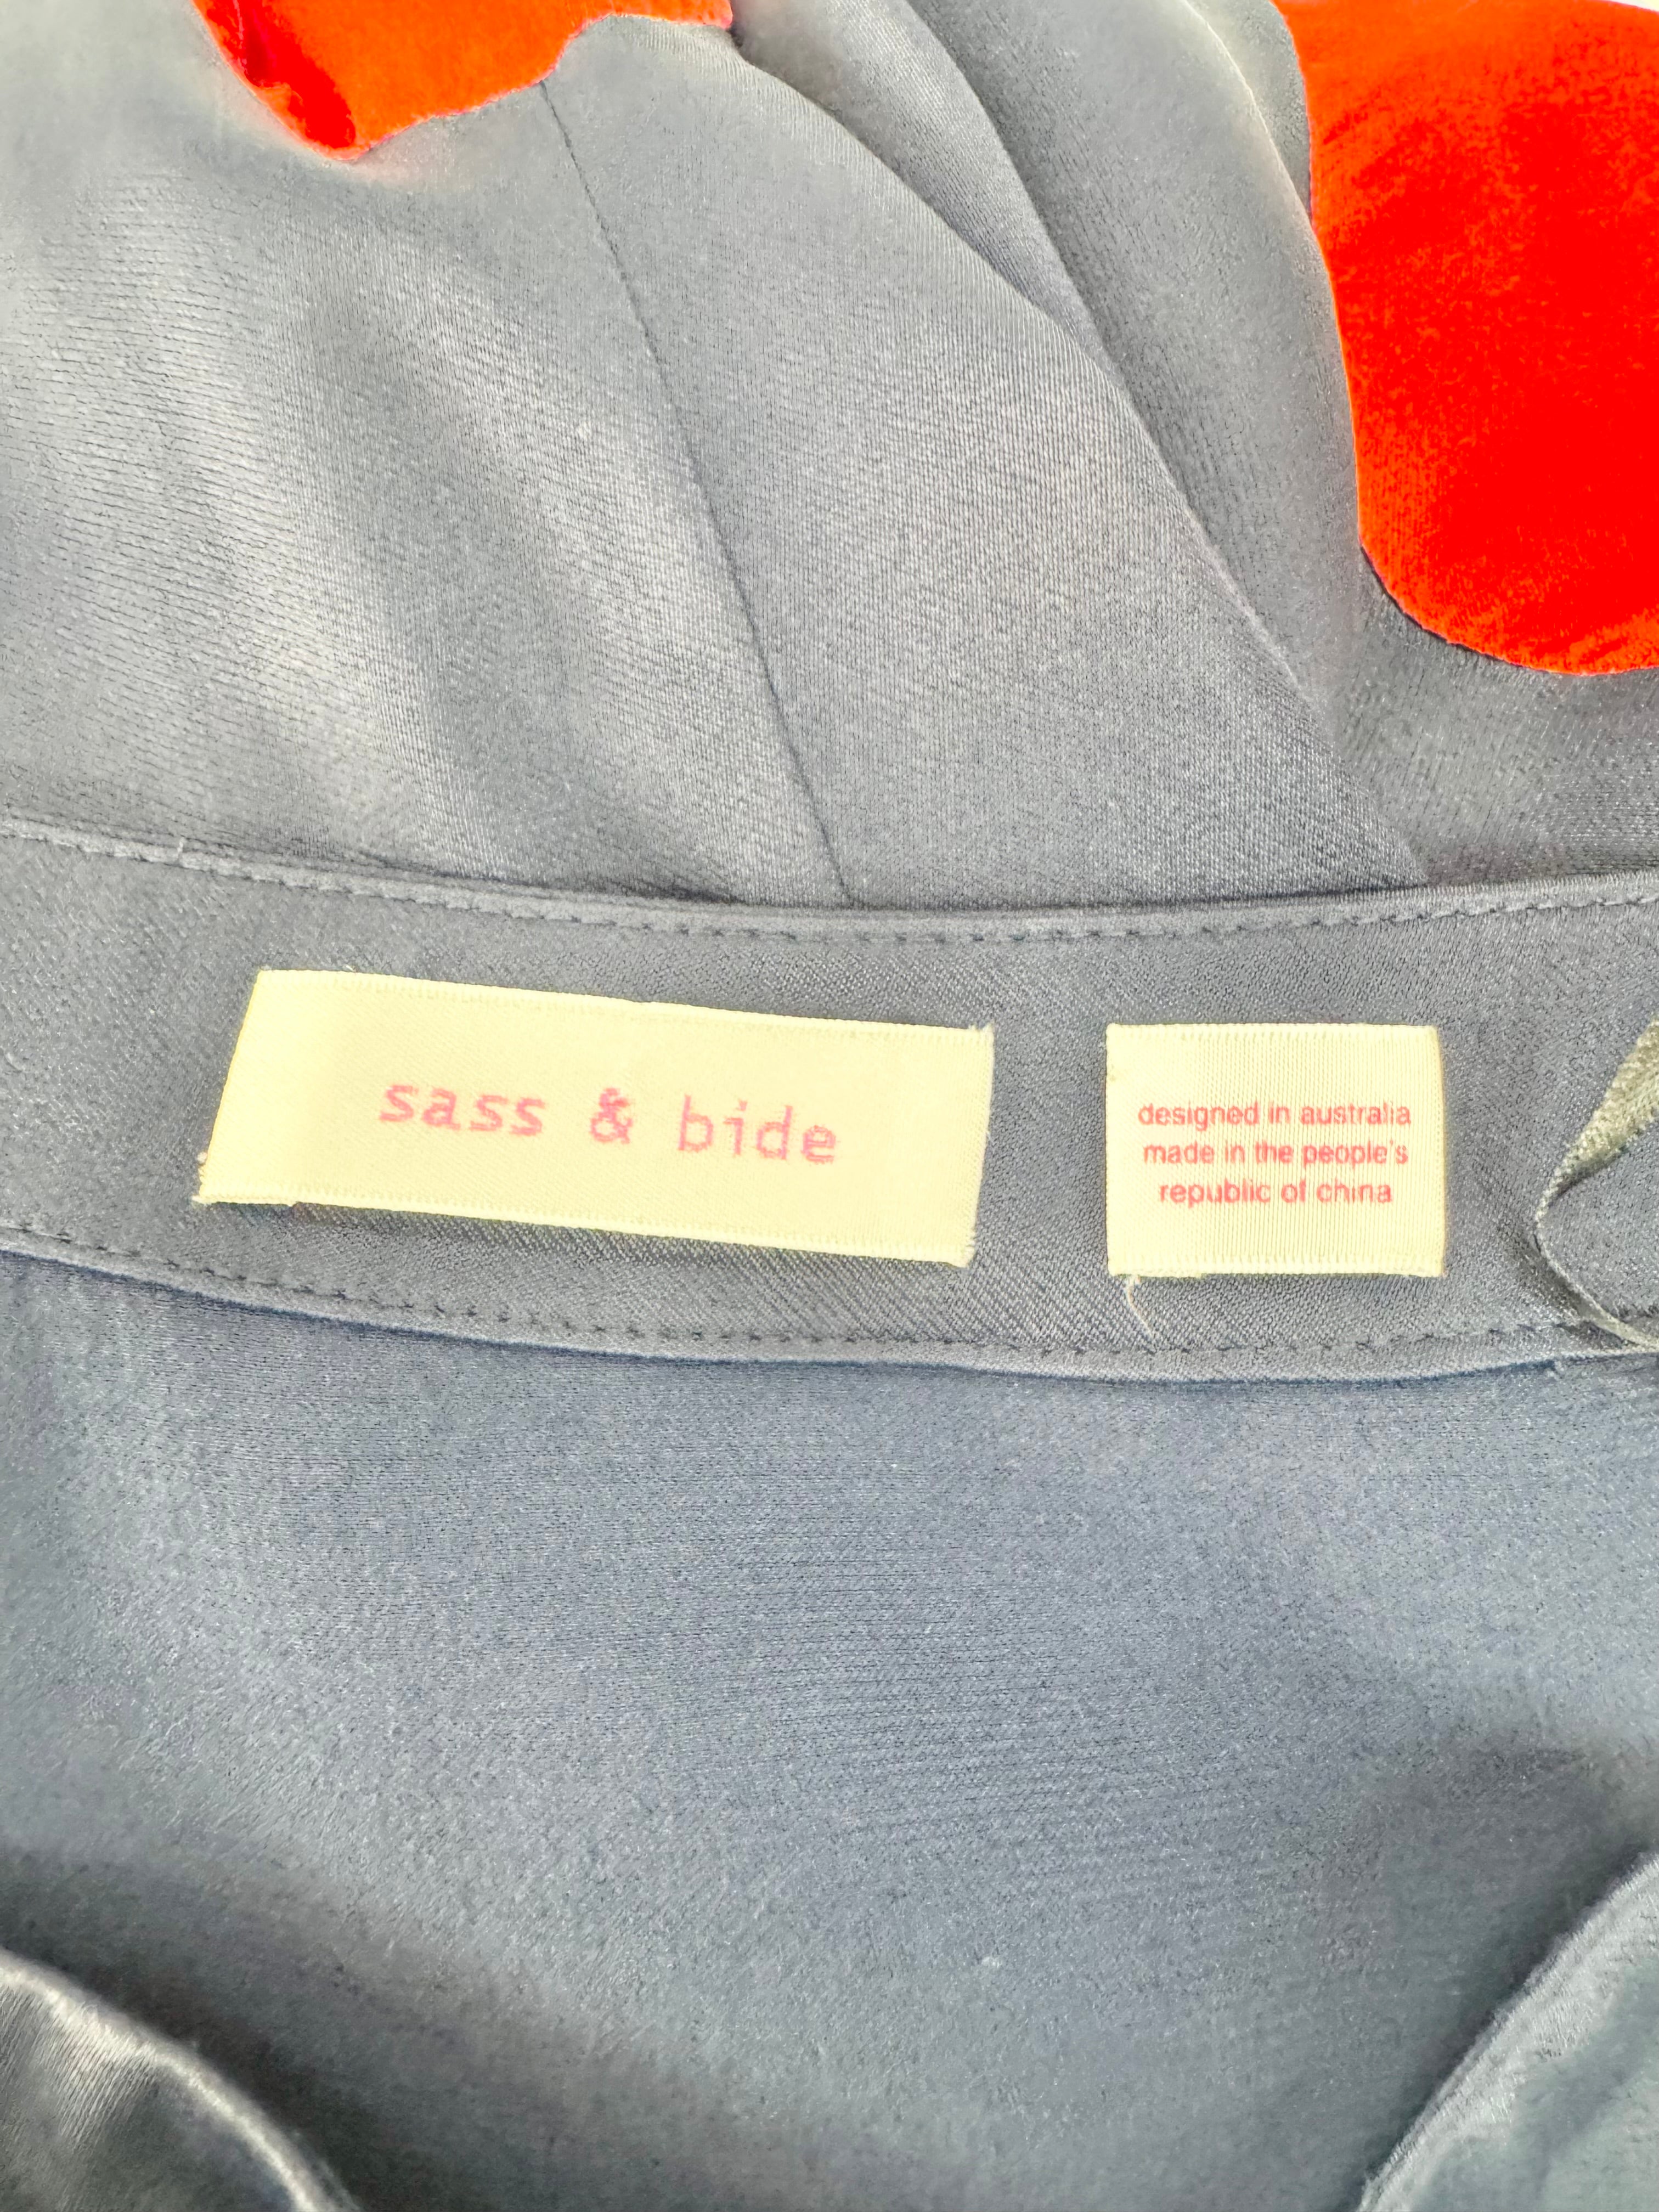 sass & bide
designed in australia
made in the people's
republic of china